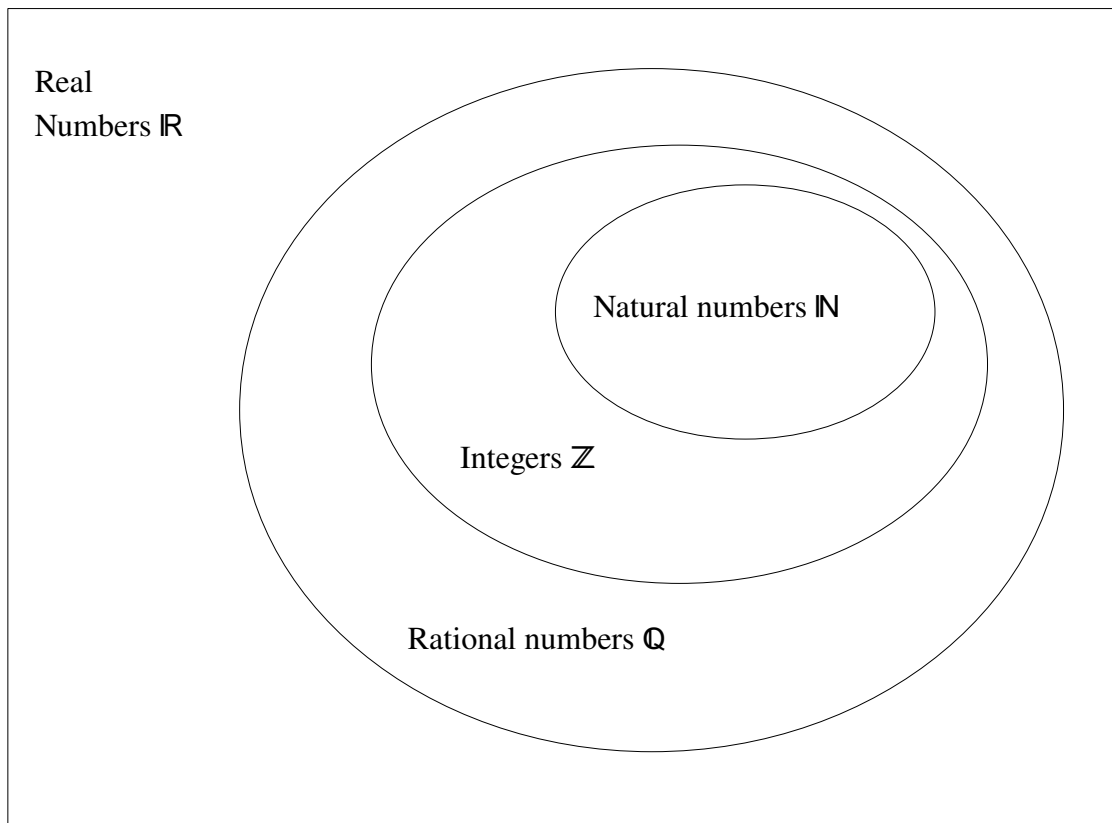 Real
Numbers ℝ
Natural numbers ℕ
Integers ℤ
Rational numbers ℚ